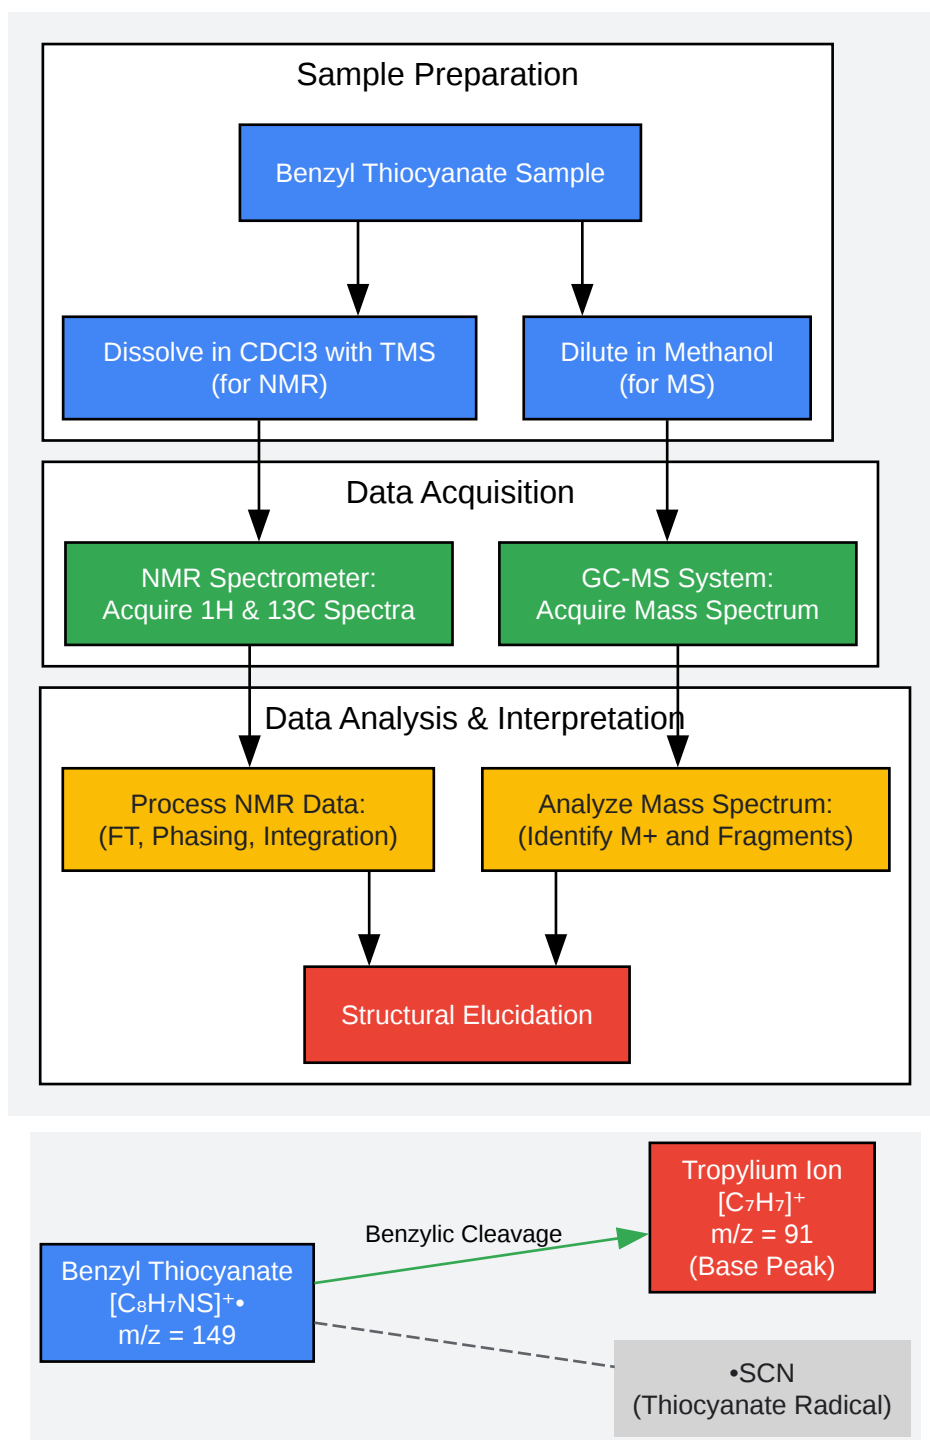 Sample Preparation
Benzyl Thiocyanate Sample
Dissolve in CDCl3 with TMS
(for NMR)
Dilute in Methanol
(for MS)
Data Acquisition
NMR Spectrometer:
Acquire 1H & 13C Spectra
GC-MS System:
Acquire Mass Spectrum
Data Analysis & Interpretation
Process NMR Data:
(FT, Phasing, Integration)
Analyze Mass Spectrum:
(Identify M+ and Fragments)
Structural Elucidation
Tropylium Ion
[C₇H₇]⁺
m/z = 91
(Base Peak)
Benzylic Cleavage
Benzyl Thiocyanate
[C₈H₇NS]⁺•
m/z = 149
•SCN
(Thiocyanate Radical)